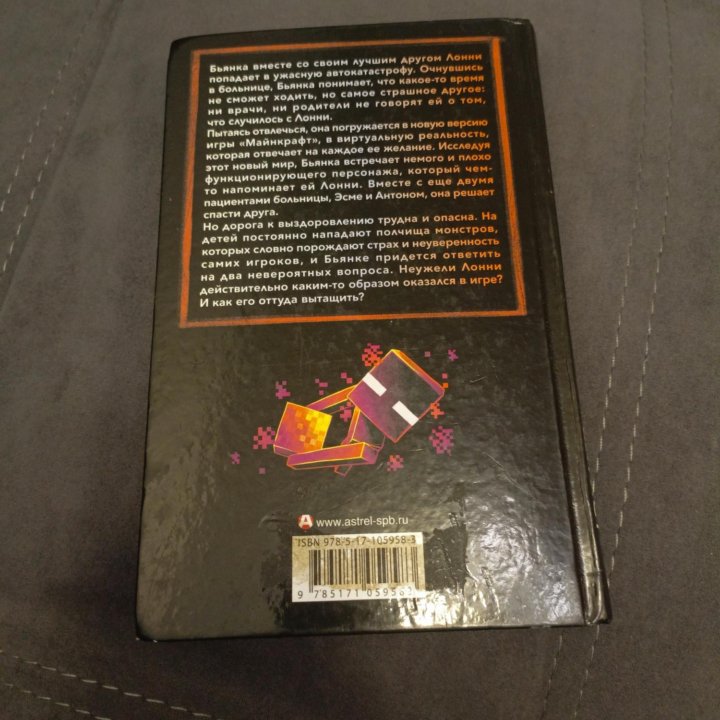 Бьянка вместе со своим лучшим другом Лонни
попадает в ужасную автокатастрофу. Очнувшись
в больнице, Бьянка понимает, что какое-то время
не сможет ходить, но самое страшное другое:
ни врачи, ни родители не говорят ей о том,
что случилось с Лонни.
Пытаясь отвлечься, она погружается в новую версию
игры «Майнкрафт», в виртуальную реальность,
которая отвечает на каждое ее желание. Исследуя
этот новый мир, Бьянка встречает немого и плохо
функционирующего персонажа, который чем-
то напоминает ей Лонни. Вместе с еще двумя
пациентами больницы, Эсме и Антоном, она решает
спасти друга.
Но дорога к выздоровлению трудна и опасна. На
детей постоянно нападают полчища монстров,
которых словно порождают страх и неуверенность
самих игроков, и Бьянке придется ответить
на два невероятных вопроса. Неужели Лонни
действительно каким-то образом оказался в игре?
И как его оттуда вытащить?
www.astrel-spb.ru
ISBN 978-5-17-105958-3
9 785171 059583